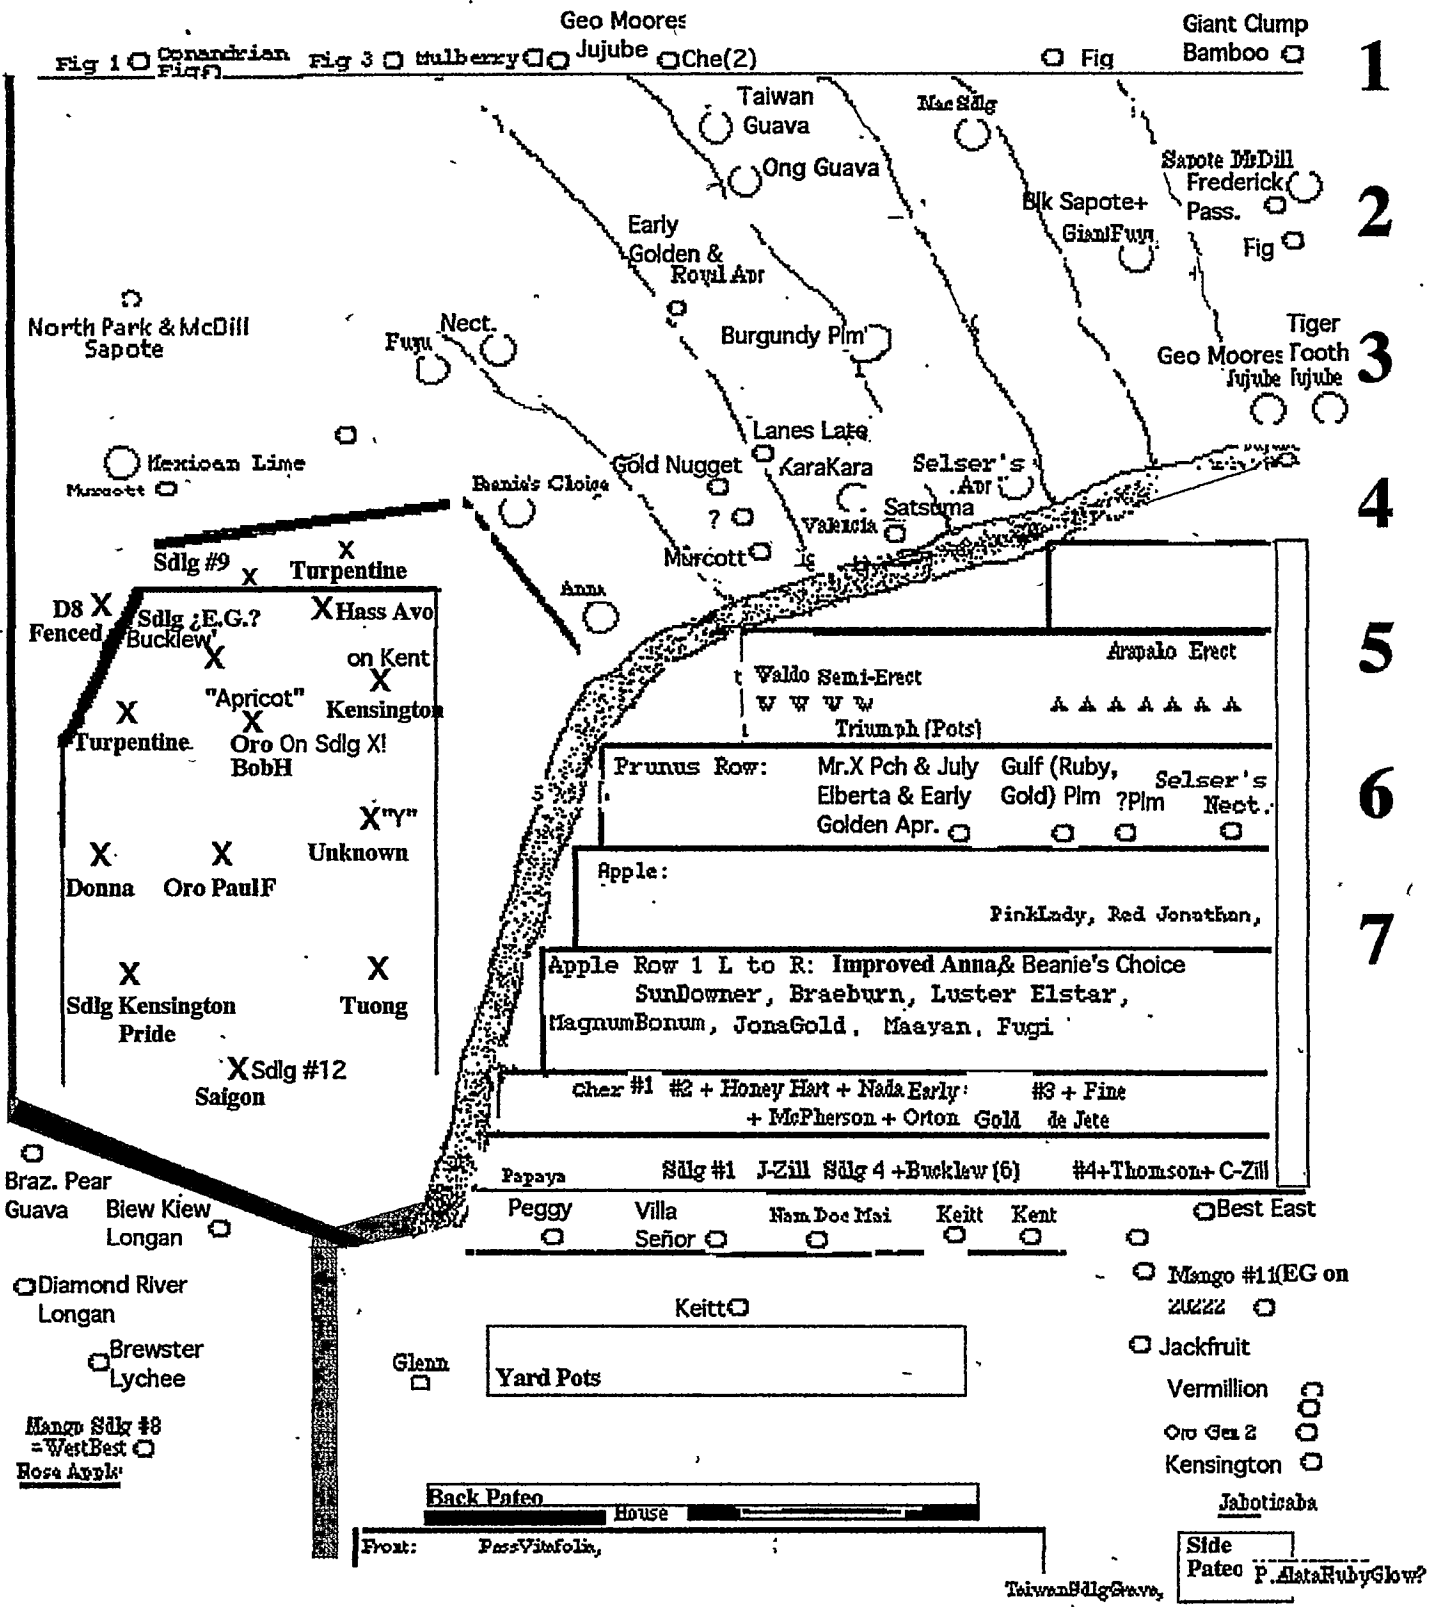 Geo Moores
Giant Clump
Fig 1
Conandrian
Fig 3
Mulberry
Jujube
Che(2)
Fig
Bamboo
1
Taiwan
Guava
Mac Sdlg
Ong Guava
Sapote McDill
Frederick
Pass.
2
Blk Sapote+
Giant Fuyu
Fig
Early
Golden &
Royal Apr
North Park & McDill
Sapote
Fuyu
Nect.
Burgundy Plm
Tiger
Geo Moores Tooth
Jujube Jujube
3
Mexican Lime
Murcott
Lanes Late
Gold Nugget
KaraKara
Selser's
Apr
Beanie's Choice
?
Valencia
Satsuma
4
Murcott
Sdlg #9
Turpentine
Anna
D8
Fenced
Sdlg ¿E.G.?
Bucklew'
Hass Avo
on Kent
Kensington
"Apricot"
Turpentine
Oro On Sdlg X!
BobH
Arapaho Erect
5
Waldo Semi-Erect
Triumph (Pots)
Prunus Row:
Mr.X Pch & July
Elberta & Early
Golden Apr.
Gulf (Ruby,
Gold) Plm
?Plm
Selser's
Nect.
6
"Y"
Unknown
Donna
Oro PaulF
Apple:
PinkLady, Red Jonathan,
7
Apple Row 1 L to R: Improved Anna,& Beanie's Choice
SunDowner, Braeburn, Luster Elstar,
MagnumBonum, JonaGold, Maayan, Fugi
Sdlg Kensington
Pride
Tuong
Sdlg #12
Saigon
Cher #1 #2 + Honey Hart + Nada Early: #3 + Fine
+ McPherson + Orton Gold de Jete
Papaya
Sdlg #1 J-Zill Sdlg 4 +Bucklew (6) #4+Thomson+ C-Zill
Braz. Pear
Guava
Biew Kiew
Longan
Peggy
Villa
Señor
Nam Doc Mai
Keitt
Kent
Best East
Diamond River
Longan
Mango #11(EG on
Keitt
Brewster
Lychee
Glenn
Yard Pots
Jackfruit
Vermillion
Mango Sdlg #8
=WestBest
Rose Apple
Oro Gen 2
Kensington
Jaboticaba
Back Pateo
House
Front:
PassVitafolia,
Side
Pateo
P.AlataRubyGlow?
TaiwanSdlgGuava,